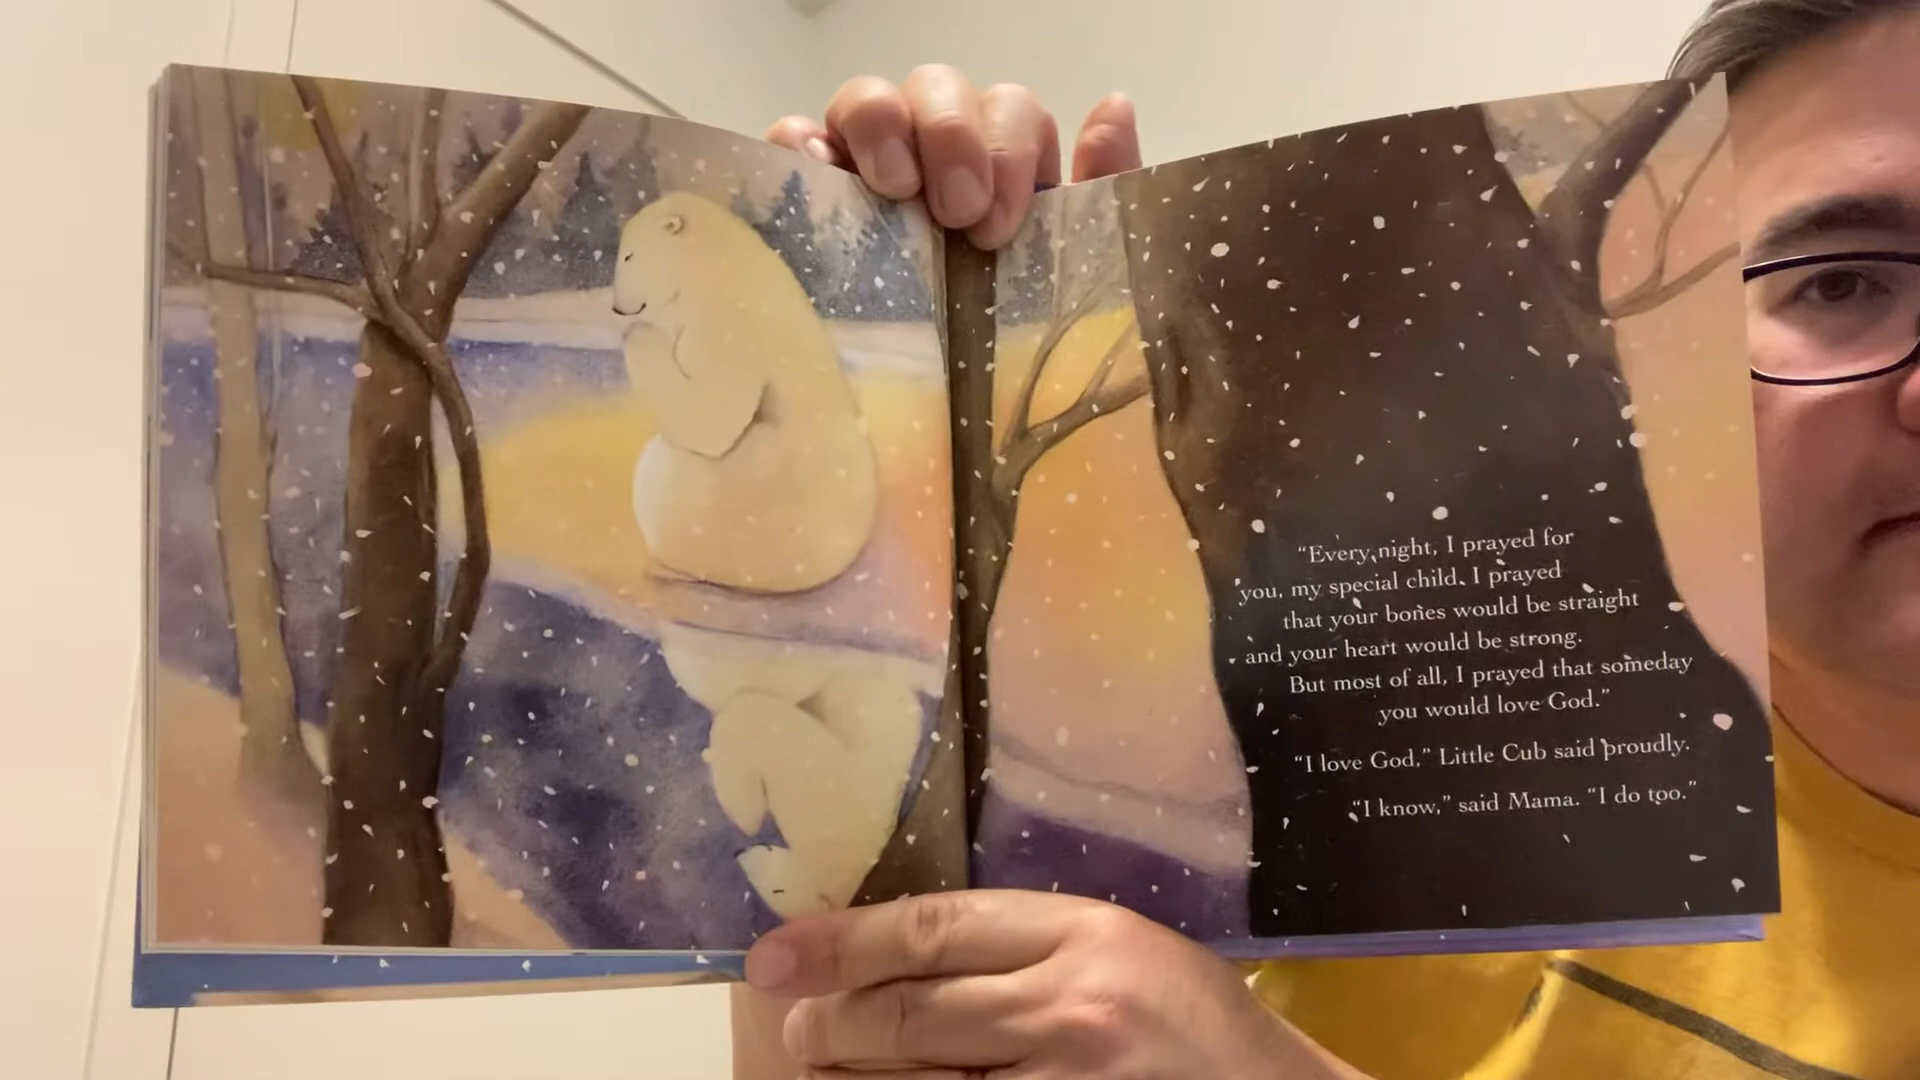 “Every night, I prayed for
you, my special child. I prayed
that your bones would be straight
and your heart would be strong.
But most of all, I prayed that someday
you would love God.”
“I love God,” Little Cub said proudly.
“I know,” said Mama. “I do too.”